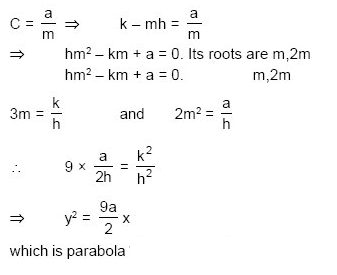 C = a/m ⇒ k – mh = a/m
⇒ hm² – km + a = 0. Its roots are m,2m
hm² – km + a = 0. m,2m
3m = k/h and 2m² = a/h
∴ 9 × a/2h = k²/h²
⇒ y² = 9a/2 x
which is parabola